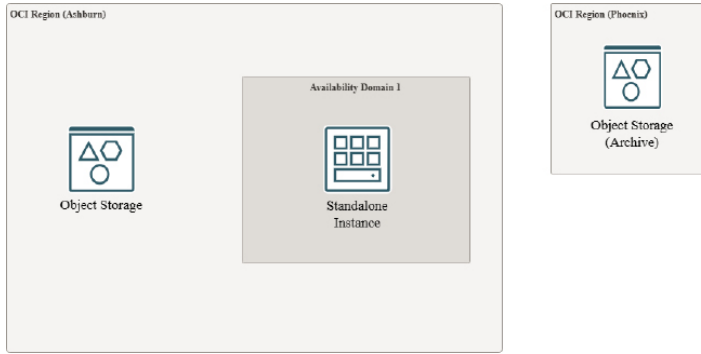 OCI Region (Ashburn)
Availability Domain 1
Object Storage
Standalone
Instance
OCI Region (Phoenix)
Object Storage
(Archive)